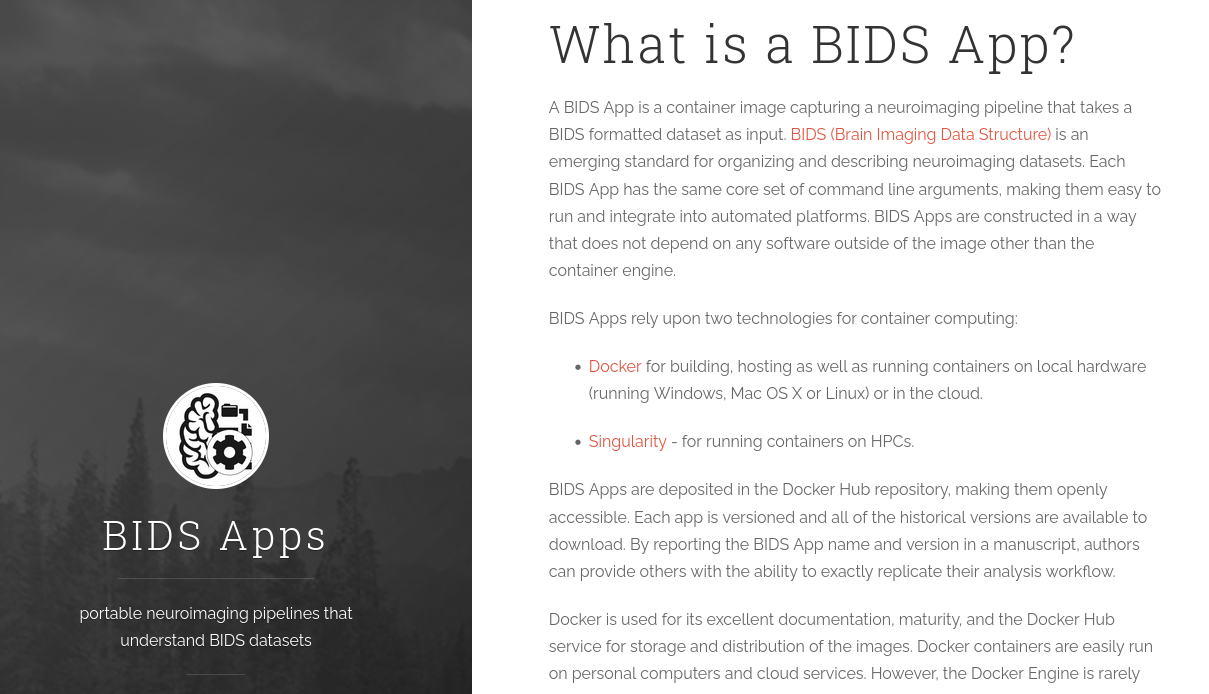 What is a BIDS App?
A BIDS App is a container image capturing a neuroimaging pipeline that takes a
BIDS formatted dataset as input. BIDS (Brain Imaging Data Structure) is an
emerging standard for organizing and describing neuroimaging datasets. Each
BIDS App has the same core set of command line arguments, making them easy to
run and integrate into automated platforms. BIDS Apps are constructed in a way
that does not depend on any software outside of the image other than the
container engine.
BIDS Apps rely upon two technologies for container computing:
• Docker for building, hosting as well as running containers on local hardware
(running Windows, Mac OS X or Linux) or in the cloud.
• Singularity - for running containers on HPCs.
BIDS Apps are deposited in the Docker Hub repository, making them openly
accessible. Each app is versioned and all of the historical versions are available to
download. By reporting the BIDS App name and version in a manuscript, authors
can provide others with the ability to exactly replicate their analysis workflow.
Docker is used for its excellent documentation, maturity, and the Docker Hub
service for storage and distribution of the images. Docker containers are easily run
on personal computers and cloud services. However, the Docker Engine is rarely
BIDS Apps
portable neuroimaging pipelines that
understand BIDS datasets